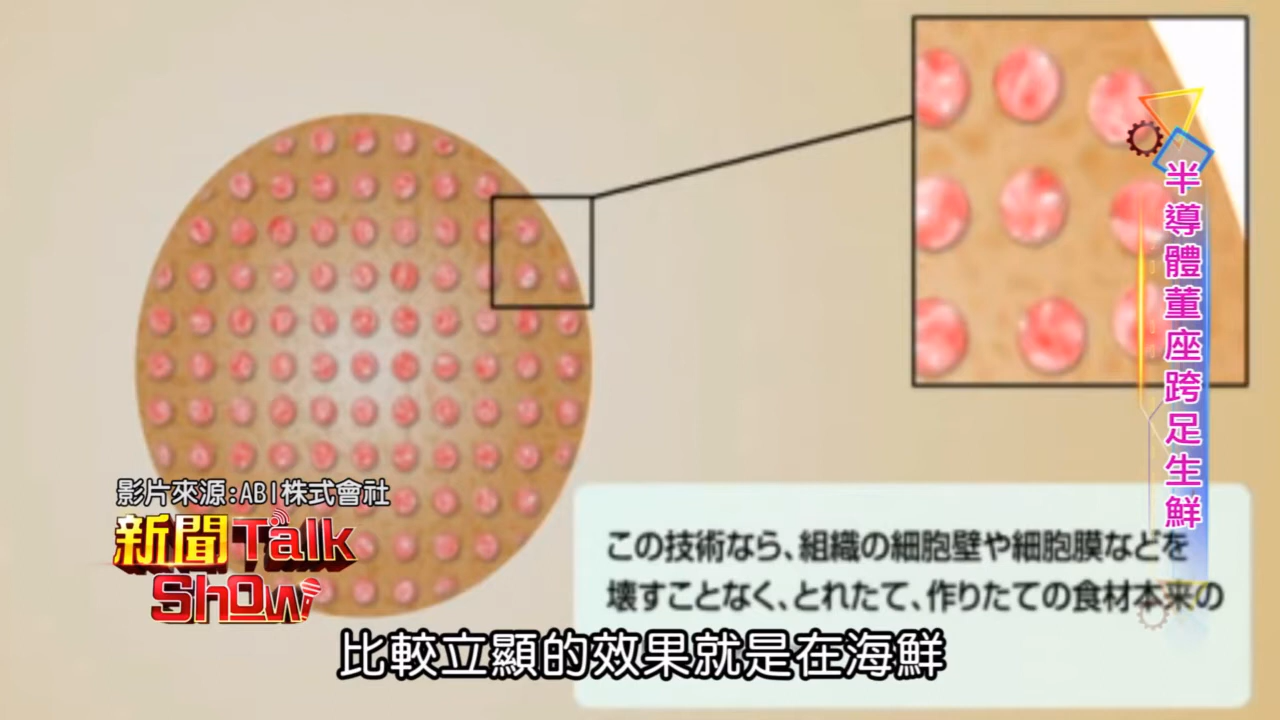 半導體董座跨足生鮮
影片來源:ABI株式會社
新聞Talk
Show
この技術なら、組織の細胞壁や細胞膜などを
壊すことなく、とれたて、作りたての食材本来の
比較立顯的效果就是在海鮮